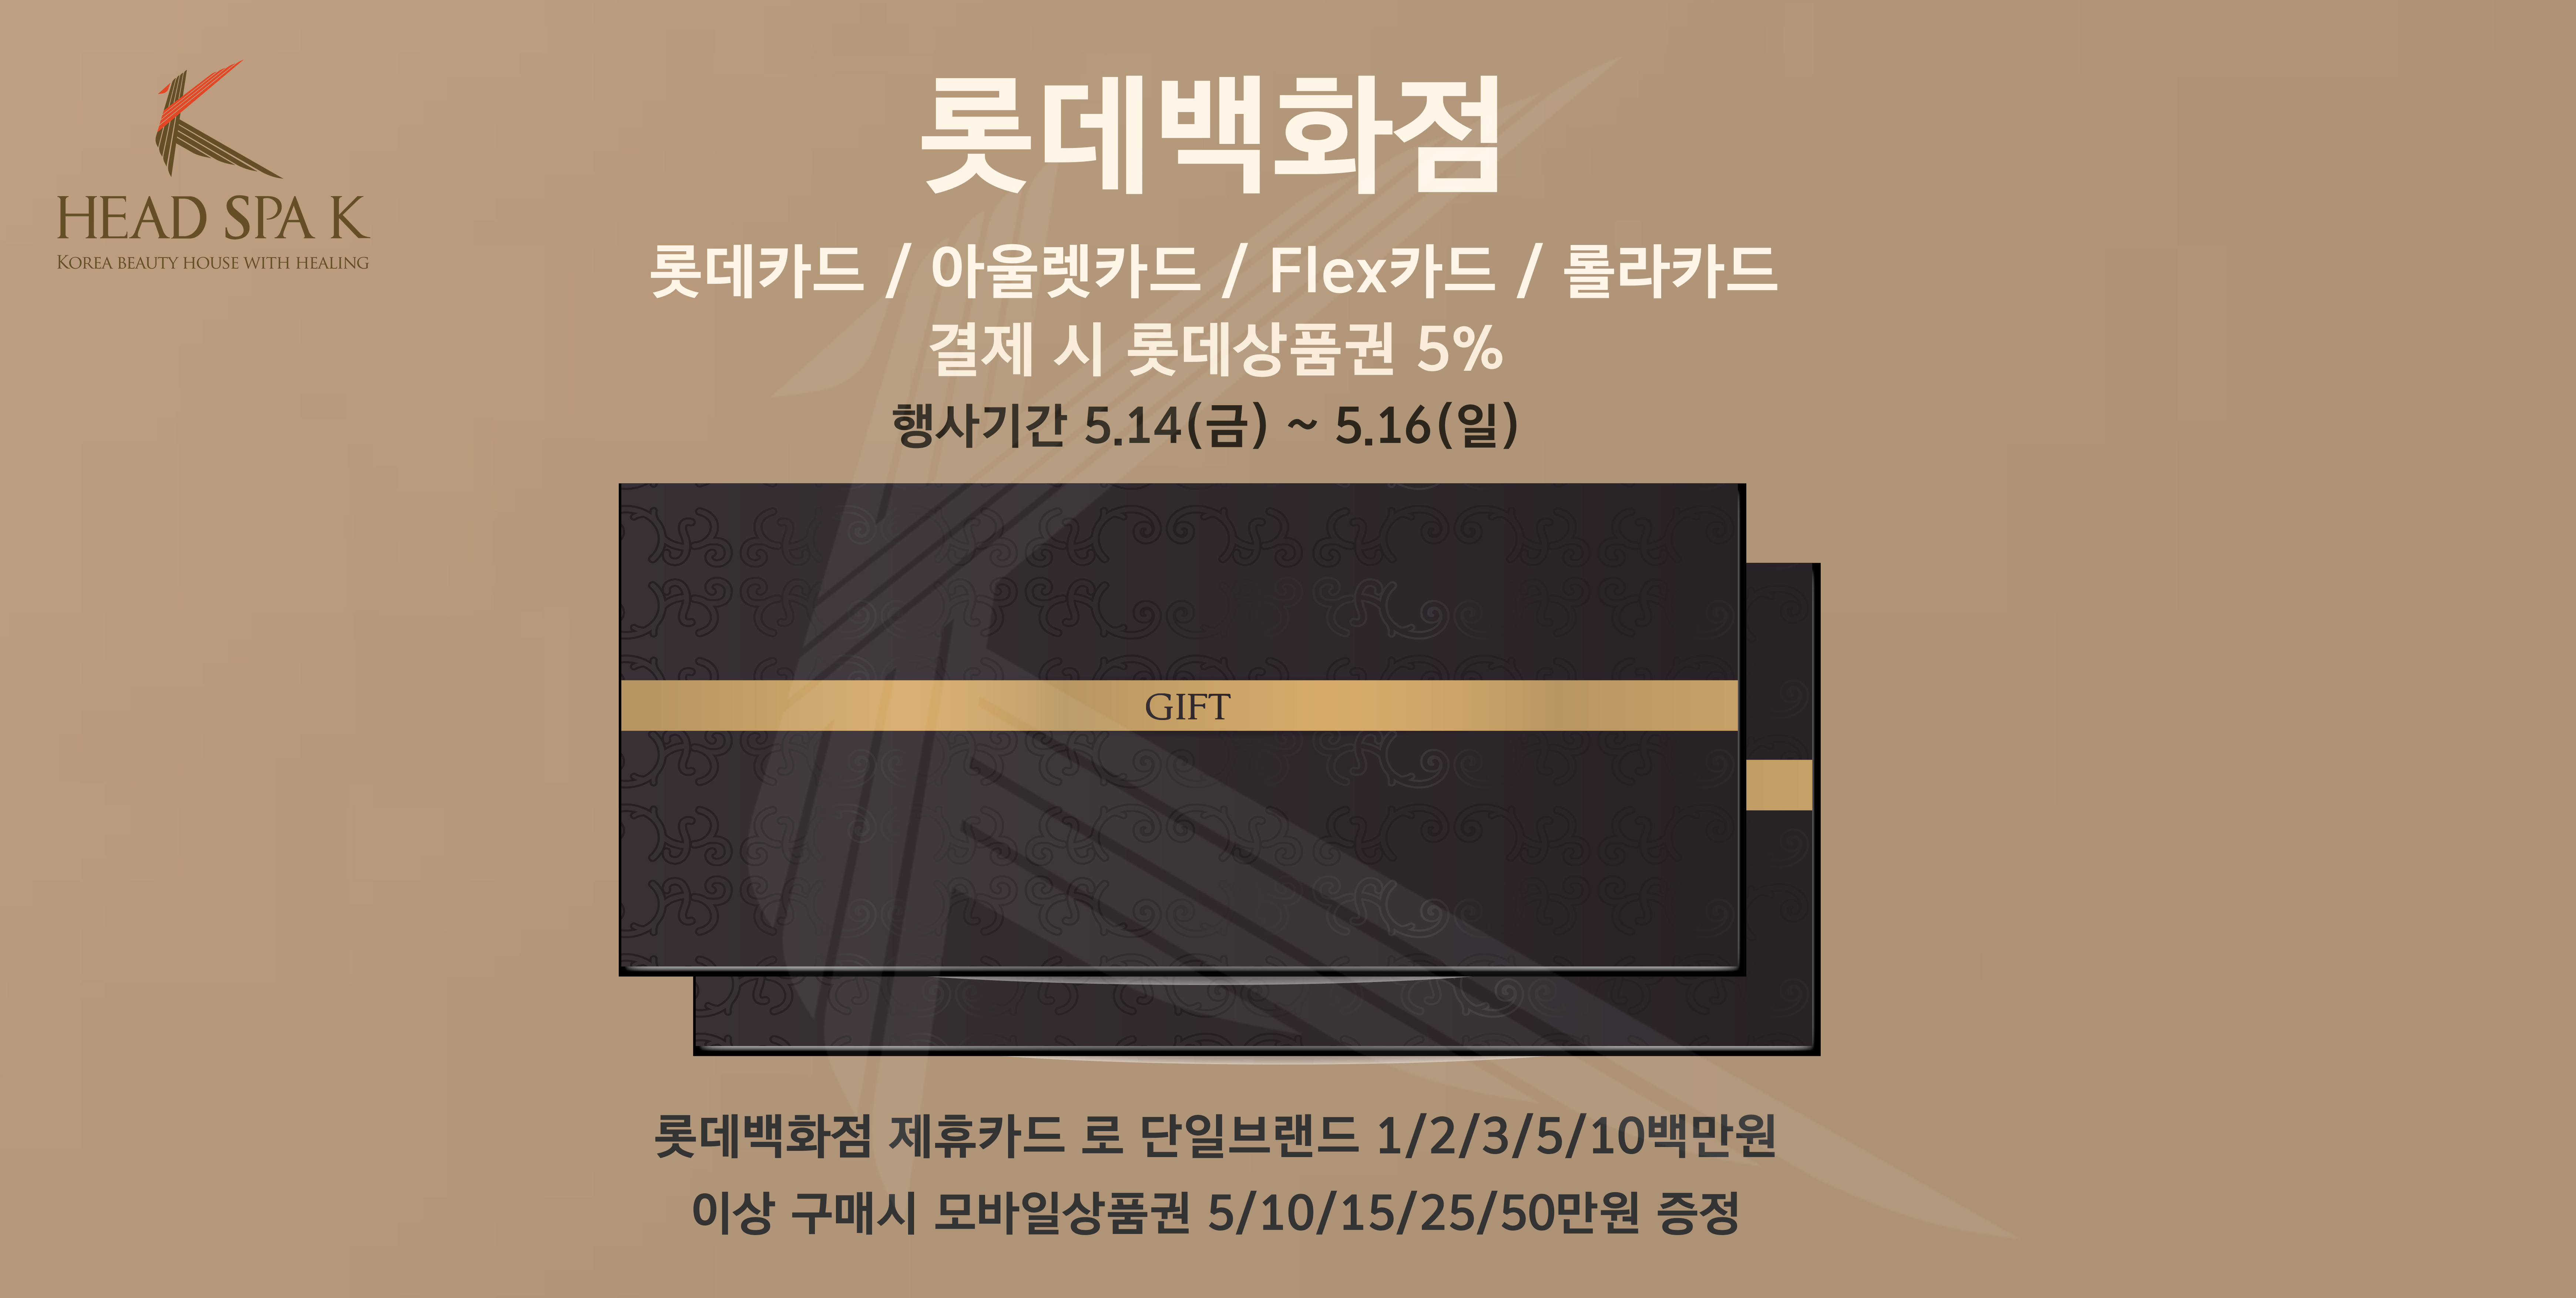 HEAD SPA K
KOREA BEAUTY HOUSE WITH HEALING
롯데백화점
롯데카드 / 아울렛카드 / Flex카드 / 롤라카드
결제 시 롯데상품권 5%
행사기간 5.14(금) ~ 5.16(일)
GIFT
롯데백화점 제휴카드 로 단일브랜드 1/2/3/5/10백만원
이상 구매시 모바일상품권 5/10/15/25/50만원 증정